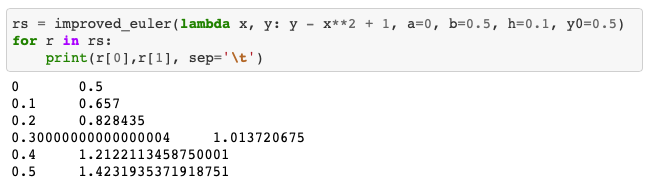 rs = improved_euler(lambda x, y: y - x**2 + 1, a=0, b=0.5, h=0.1, y0=0.5)
for r in rs:
    print(r[0],r[1], sep='\t')
0	0.5
0.1	0.657
0.2	0.828435
0.30000000000000004	1.013720675
0.4	1.2122113458750001
0.5	1.4231935371918751